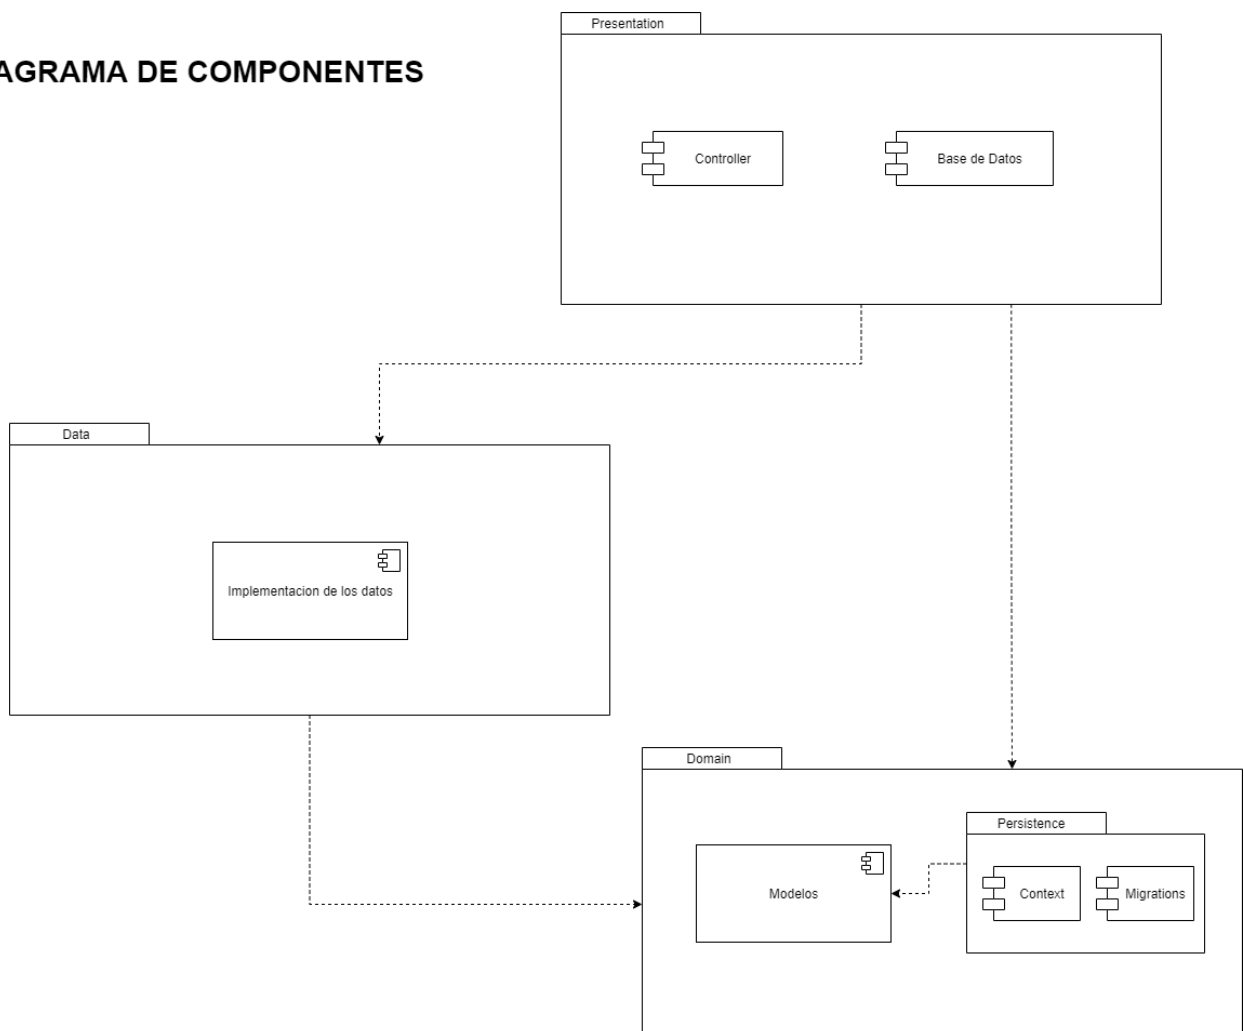 Presentation
AGRAMA DE COMPONENTES
Controller
Base de Datos
Data
Implementacion de los datos
Domain
Persistence
Modelos
Context
Migrations